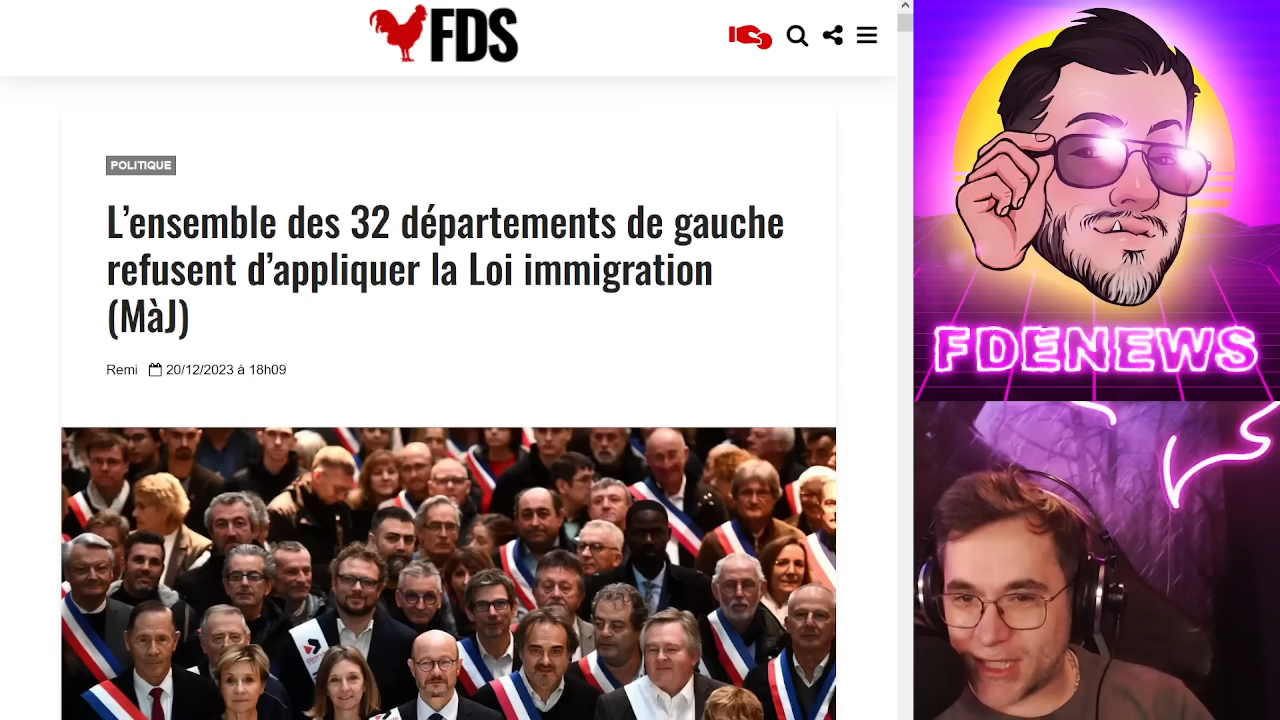 FDS
POLITIQUE
L’ensemble des 32 départements de gauche
refusent d’appliquer la Loi immigration
(MàJ)
Remi 20/12/2023 à 18h09
FDENEWS